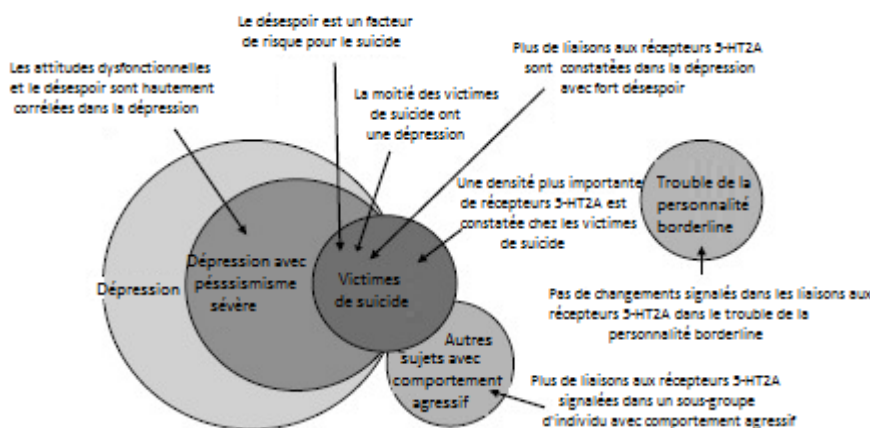 Le désespoir est un facteur
de risque pour le suicide
Plus de liaisons aux récepteurs 5-HT2A
sont constatées dans la dépression
avec fort désespoir
Les attitudes dysfonctionnelles
et le désespoir sont hautement
corrélées dans la dépression
La moitié des victimes
de suicide ont
une dépression
Une densité plus importante
de récepteurs 5-HT2A est
constatée chez les victimes
de suicide
Trouble de la
personnalité
borderline
Dépression
Dépression avec
pésssismisme
sévère
Victimes
de suicide
Pas de changements signalés dans les liaisons aux
récepteurs 5-HT2A dans le trouble de la
personnalité borderline
Autres
sujets avec
comportement
agressif
Plus de liaisons aux récepteurs 5-HT2A
signalées dans un sous-groupe
d'individu avec comportement agressif